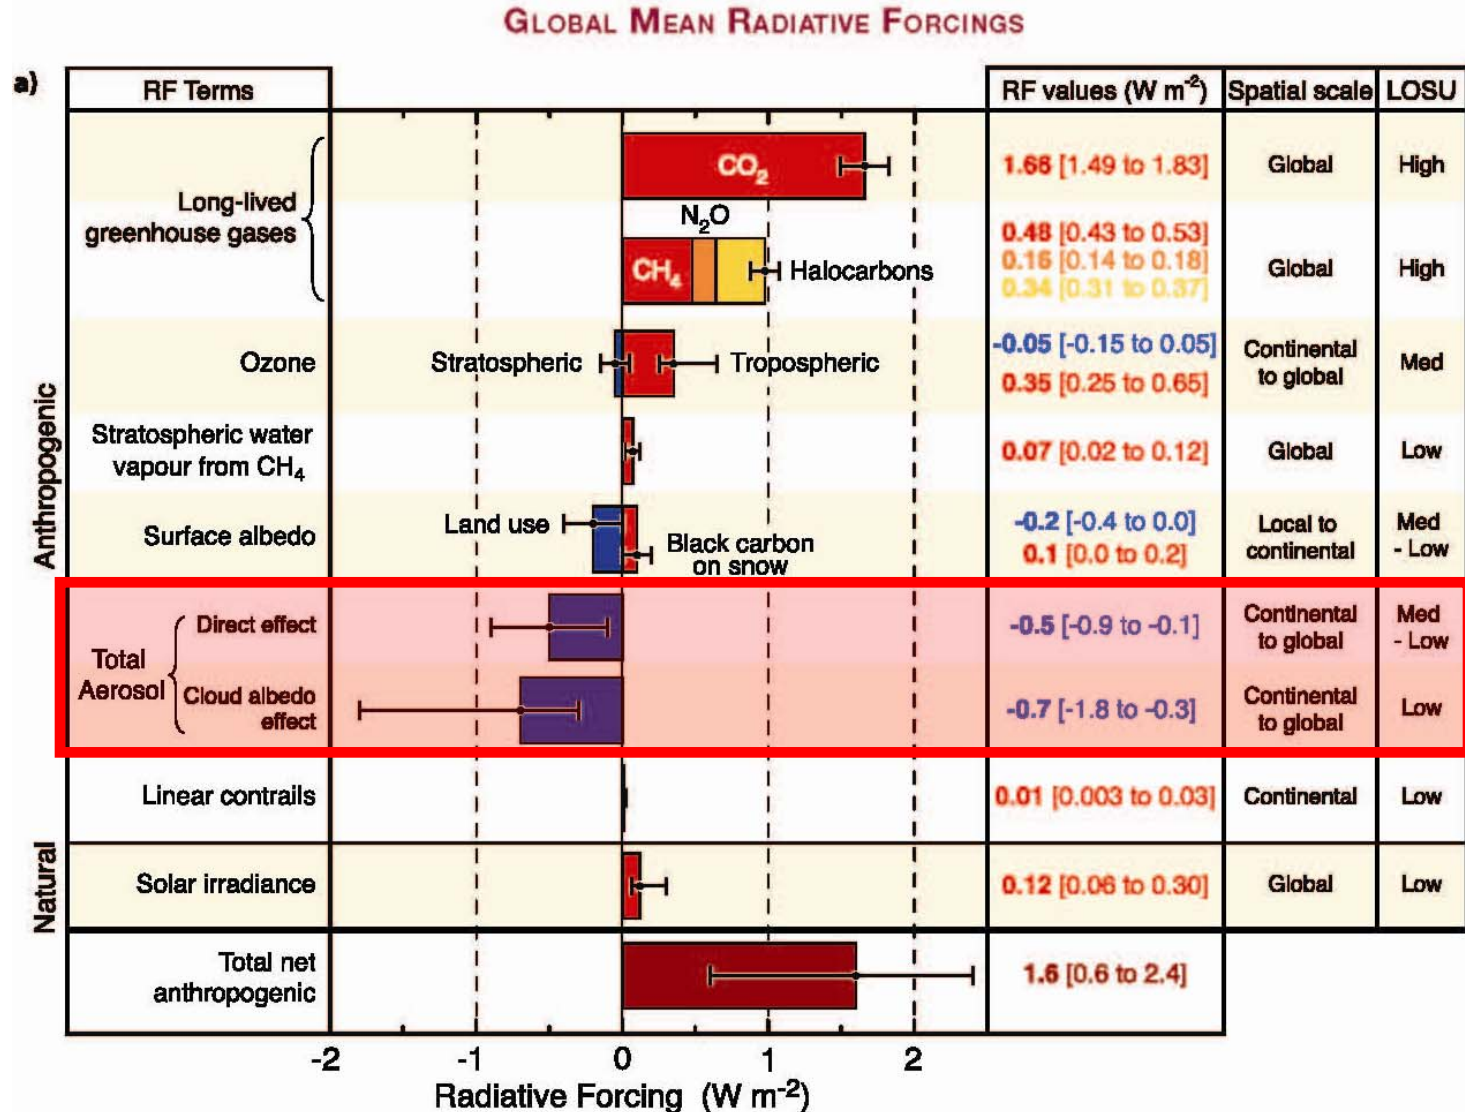 GLOBAL MEAN RADIATIVE FORCINGS
a)
RF Terms
RF values (W m-2)
Spatial scale
LOSU
Anthropogenic
Long-lived
greenhouse gases
CO2
1.66 [1.49 to 1.83]
Global
High
N2O
CH4
Halocarbons
0.48 [0.43 to 0.53]
0.16 [0.14 to 0.18]
0.34 [0.31 to 0.37]
Global
High
Ozone
Stratospheric
Tropospheric
-0.05 [-0.15 to 0.05]
0.35 [0.25 to 0.65]
Continental
to global
Med
Stratospheric water
vapour from CH4
0.07 [0.02 to 0.12]
Global
Low
Surface albedo
Land use
Black carbon
on snow
-0.2 [-0.4 to 0.0]
0.1 [0.0 to 0.2]
Local to
continental
Med
- Low
Total
Aerosol
Direct effect
-0.5 [-0.9 to -0.1]
Continental
to global
Med
- Low
Cloud albedo
effect
-0.7 [-1.8 to -0.3]
Continental
to global
Low
Linear contrails
0.01 [0.003 to 0.03]
Continental
Low
Natural
Solar irradiance
0.12 [0.06 to 0.30]
Global
Low
Total net
anthropogenic
1.6 [0.6 to 2.4]
-2 -1 0 1 2
Radiative Forcing (W m-2)